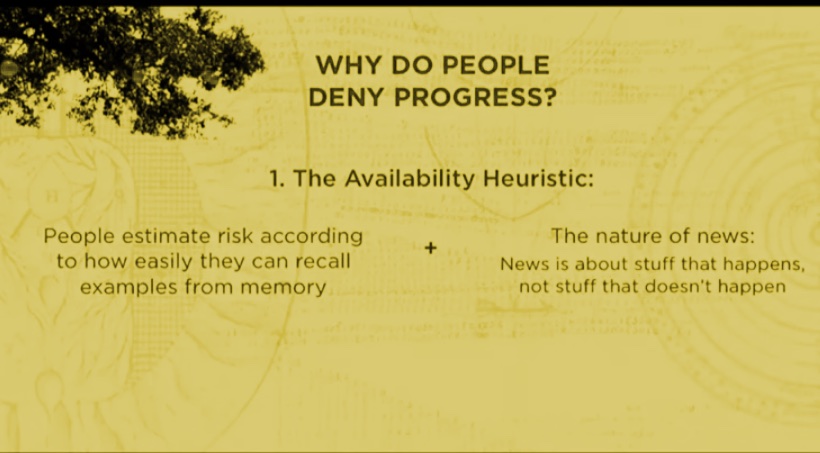 WHY DO PEOPLE
DENY PROGRESS?
1. The Availability Heuristic:
People estimate risk according
to how easily they can recall
examples from memory
+
The nature of news:
News is about stuff that happens,
not stuff that doesn't happen